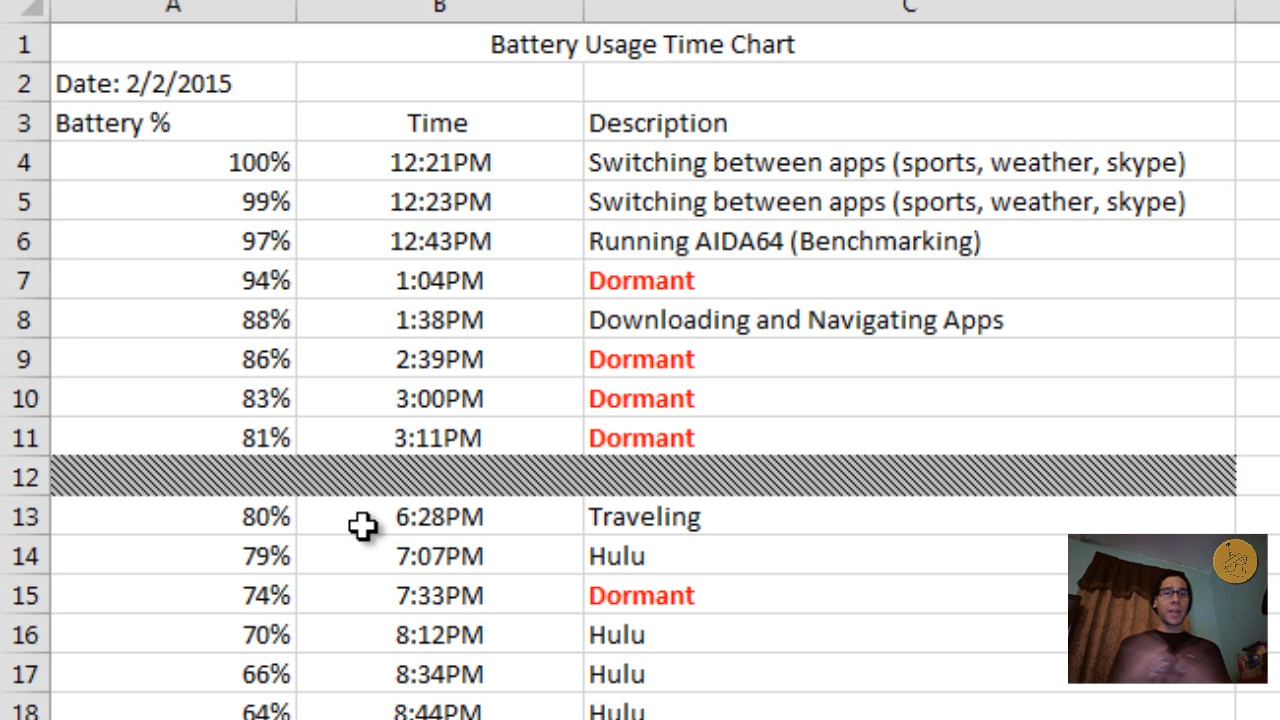 A B C
1 Battery Usage Time Chart
2 Date: 2/2/2015
3 Battery % Time Description
4 100% 12:21PM Switching between apps (sports, weather, skype)
5 99% 12:23PM Switching between apps (sports, weather, skype)
6 97% 12:43PM Running AIDA64 (Benchmarking)
7 94% 1:04PM Dormant
8 88% 1:38PM Downloading and Navigating Apps
9 86% 2:39PM Dormant
10 83% 3:00PM Dormant
11 81% 3:11PM Dormant
12
13 80% 6:28PM Traveling
14 79% 7:07PM Hulu
15 74% 7:33PM Dormant
16 70% 8:12PM Hulu
17 66% 8:34PM Hulu
18 64% 8:44PM Hulu